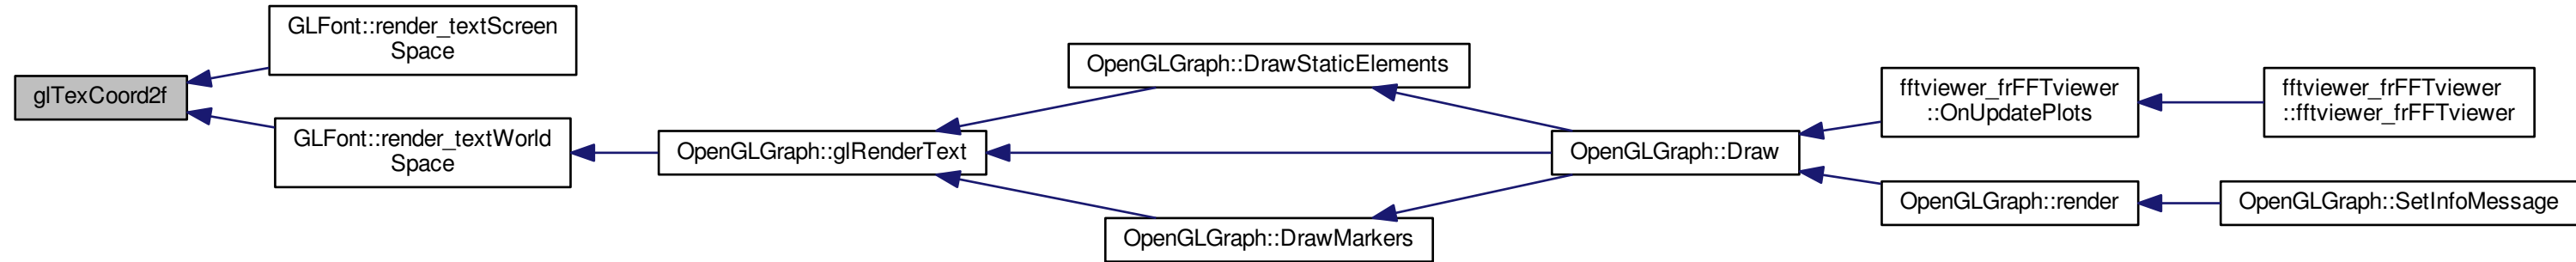 glTexCoord2f
GLFont::render_textScreen
Space
GLFont::render_textWorld
Space
OpenGLGraph::glRenderText
OpenGLGraph::DrawStaticElements
OpenGLGraph::DrawMarkers
OpenGLGraph::Draw
fftviewer_frFFTviewer
::OnUpdatePlots
OpenGLGraph::render
fftviewer_frFFTviewer
::fftviewer_frFFTviewer
OpenGLGraph::SetInfoMessage